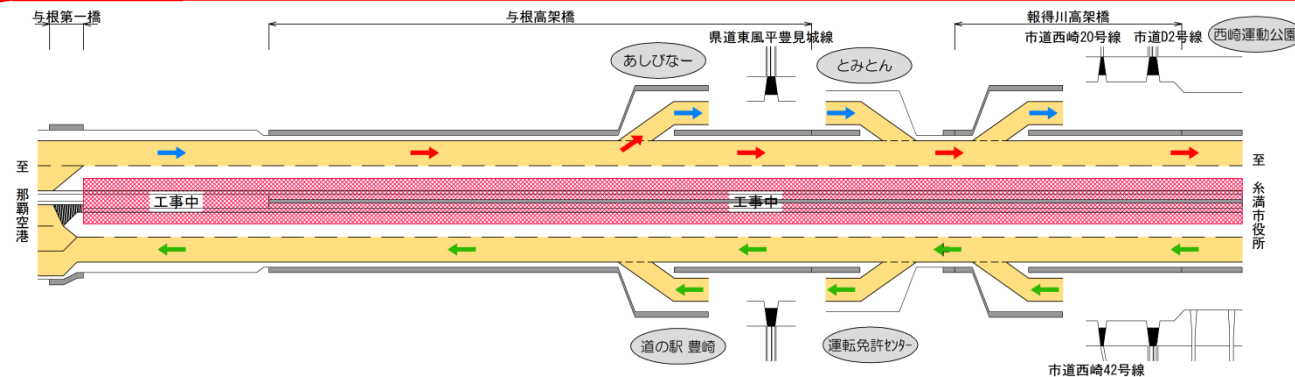 与根第一橋
与根高架橋
報得川高架橋
県道東風平豊見城線
市道西崎20号線
市道D2号線
西崎運動公園
あしびなー
とみとん
至 那覇空港
工事中
工事中
至 糸満市役所
道の駅 豊崎
運転免許センター
市道西崎42号線